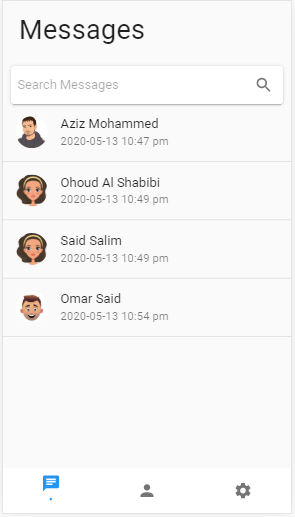 Messages
Search Messages
Aziz Mohammed
2020-05-13 10:47 pm
Ohoud Al Shabibi
2020-05-13 10:49 pm
Said Salim
2020-05-13 10:49 pm
Omar Said
2020-05-13 10:54 pm